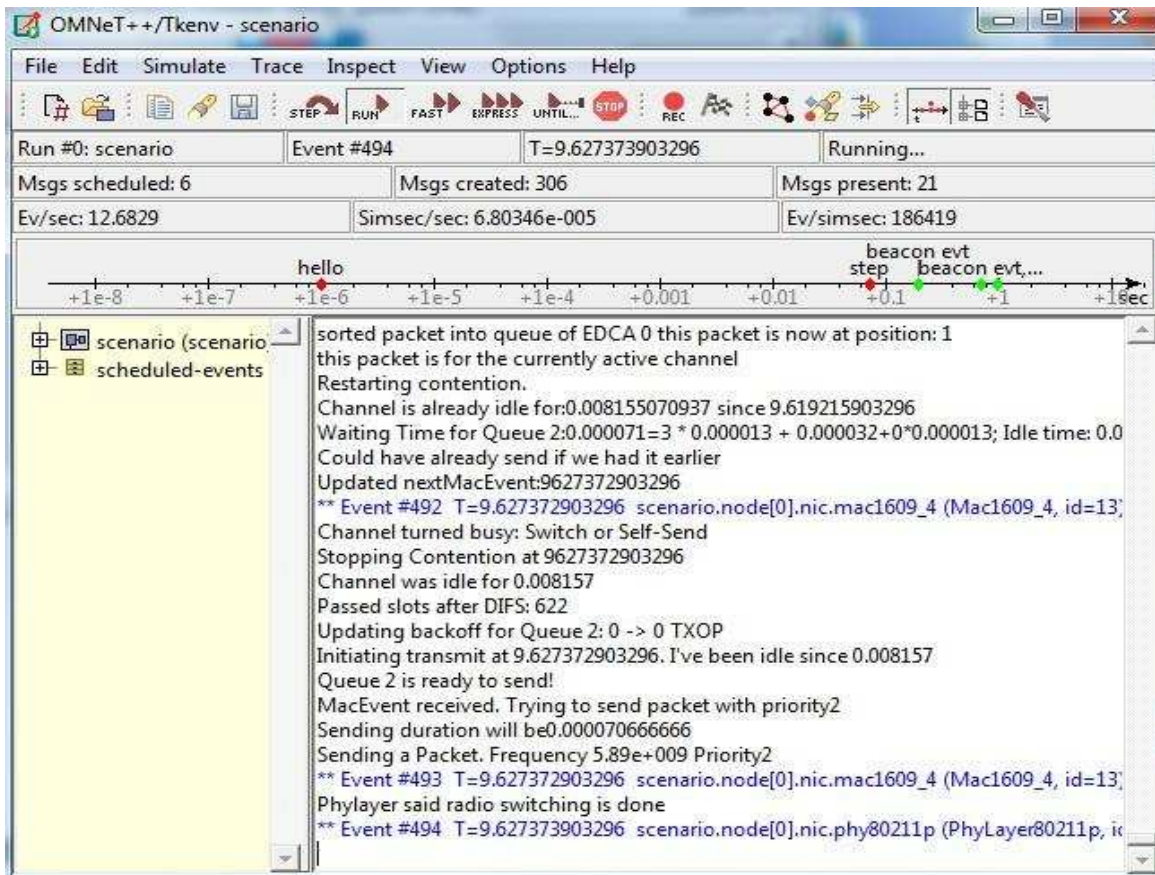 OMNeT++/Tkenv - scenario
File Edit Simulate Trace Inspect View Options Help
STEP RUN FAST EXPRESS UNTIL... STOP REC
Run #0: scenario Event #494 T=9.627373903296 Running...
Msgs scheduled: 6 Msgs created: 306 Msgs present: 21
Ev/sec: 12.6829 Simsec/sec: 6.80346e-005 Ev/simsec: 186419
beacon evt
hello step beacon evt,...
+1e-8 +1e-7 +1e-6 +1e-5 +1e-4 +0.001 +0.01 +0.1 +1 sec
scenario (scenario
scheduled-events
sorted packet into queue of EDCA 0 this packet is now at position: 1
this packet is for the currently active channel
Restarting contention.
Channel is already idle for:0.008155070937 since 9.619215903296
Waiting Time for Queue 2:0.000071=3 * 0.000013 + 0.000032+0*0.000013; Idle time: 0.0
Could have already send if we had it earlier
Updated nextMacEvent:9627372903296
** Event #492 T=9.627372903296 scenario.node[0].nic.mac1609_4 (Mac1609_4, id=13)
Channel turned busy: Switch or Self-Send
Stopping Contention at 9627372903296
Channel was idle for 0.008157
Passed slots after DIFS: 622
Updating backoff for Queue 2: 0 -> 0 TXOP
Initiating transmit at 9.627372903296. I've been idle since 0.008157
Queue 2 is ready to send!
MacEvent received. Trying to send packet with priority2
Sending duration will be0.000070666666
Sending a Packet. Frequency 5.89e+009 Priority2
** Event #493 T=9.627372903296 scenario.node[0].nic.mac1609_4 (Mac1609_4, id=13)
Phylayer said radio switching is done
** Event #494 T=9.627373903296 scenario.node[0].nic.phy80211p (PhyLayer80211p, id